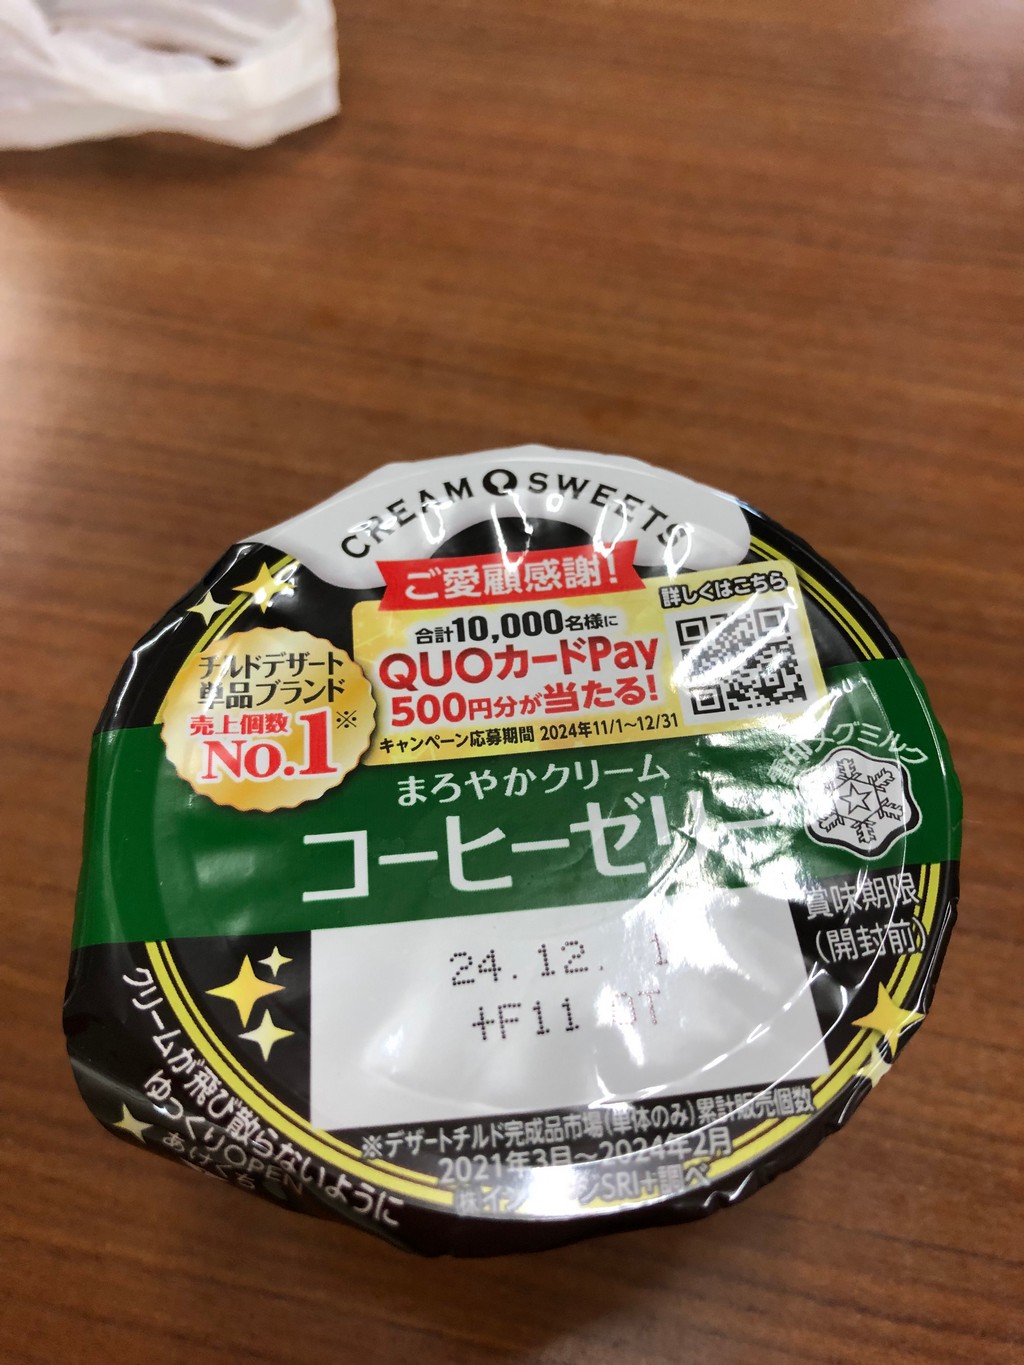 CREAM SWEETS
ご愛顧感謝!
詳しくはこちら
合計10,000名様に
QUOカードPay
500円分が当たる!
キャンペーン応募期間 2024年11/1〜12/31
チルドデザート
単品ブランド
売上個数
No.1※
まろやかクリーム
コーヒーゼリー
雪印メグミルク
賞味期限
(開封前)
24.12. 1
+F11
クリームが飛び散らないように
ゆっくりOPEN
あけくち
※デザートチルド完成品市場(単体のみ)累計販売個数
2021年3月〜2024年2月
SRI+調べ